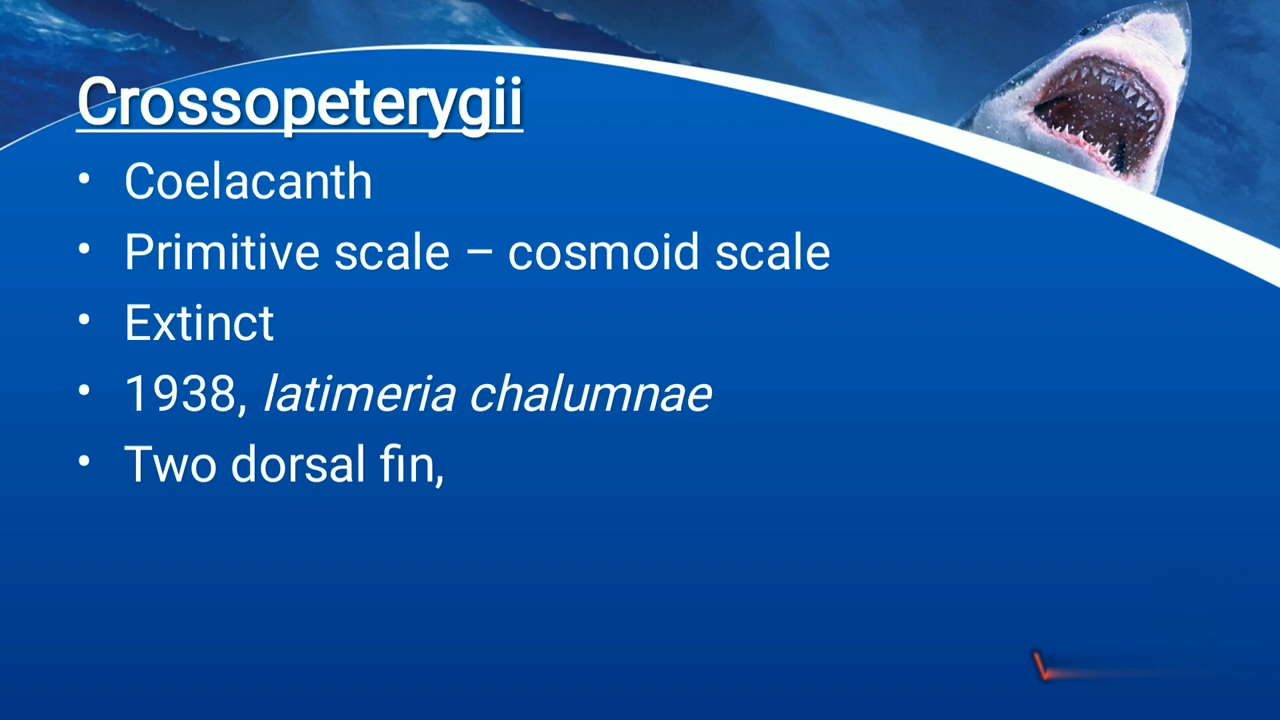 Crossopeterygii
• Coelacanth
• Primitive scale – cosmoid scale
• Extinct
• 1938, latimeria chalumnae
• Two dorsal fin,